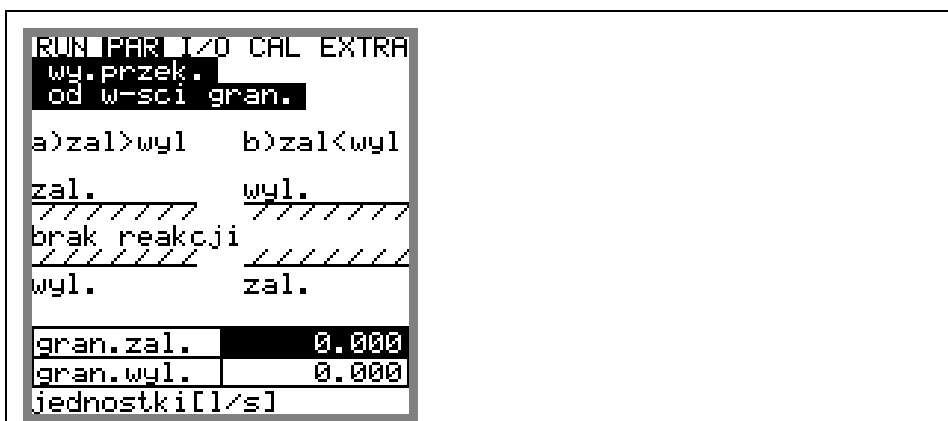 RUN PAR I/O CAL EXTRA
wy.przek.
od w-sci gran.
a)zal>wyl b)zal<wyl
zal. wyl.
brak reakcji
wyl. zal.
gran.zal. 0.000
gran.wyl. 0.000
jednostki[l/s]